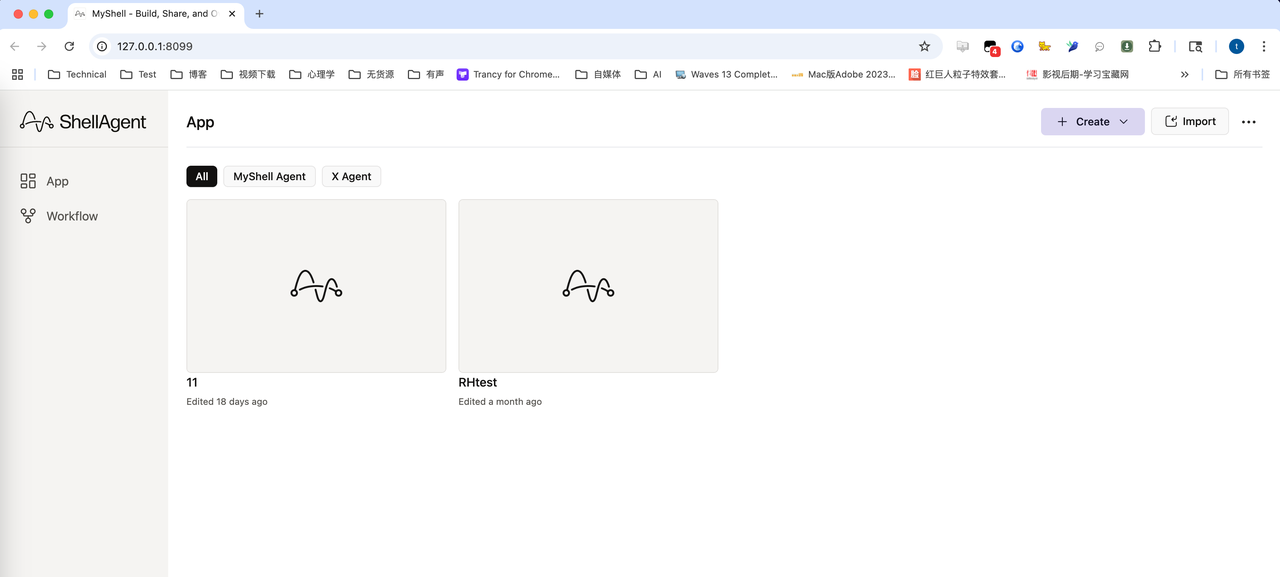 MyShell - Build, Share, and O
127.0.0.1:8099
4
t
Technical
Test
博客
视频下载
心理学
无货源
有声
Trancy for Chrome...
自媒体
AI
Waves 13 Complet...
Mac版Adobe 2023...
红巨人粒子特效套...
影视后期-学习宝藏网
所有书签
ShellAgent
App
Create
Import
App
Workflow
All
MyShell Agent
X Agent
11
Edited 18 days ago
RHtest
Edited a month ago